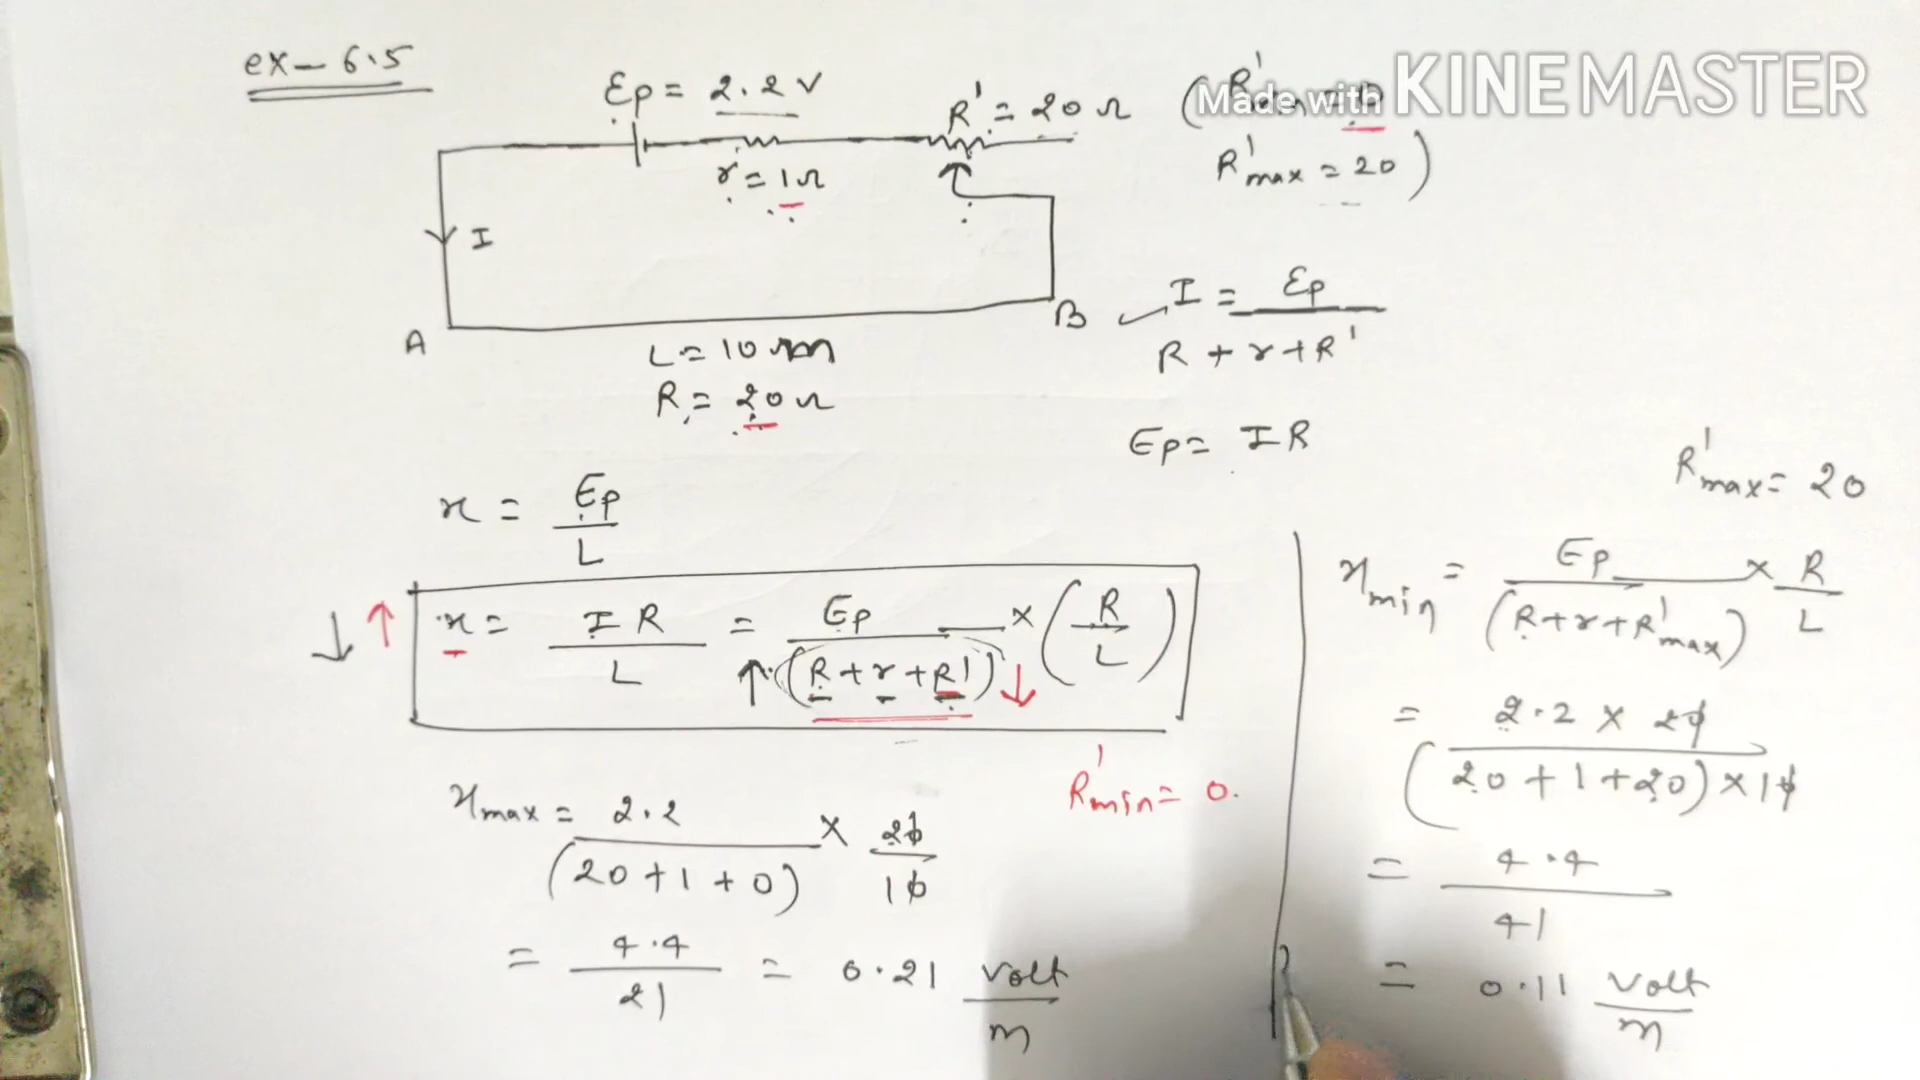 ex - 6.5
Ep = 2.2 V
R' = 20 Ω
r = 1Ω
I
A
B
L = 10 m
R = 20 Ω
Made with KINEMASTER
R'max = 20)
I = Ep / R + r + R'
Ep = IR
x = Ep / L
x = IR / L = Ep / (R + r + R') × (R / L)
R'min = 0.
xmax = 2.2 / (20 + 1 + 0) × 20 / 10
= 4.4 / 21 = 0.21 volt / m
R'max = 20
xmin = Ep / (R + r + R'max) × R / L
= 2.2 × 20 / (20 + 1 + 20) × 10
= 4.4 / 41
= 0.11 volt / m